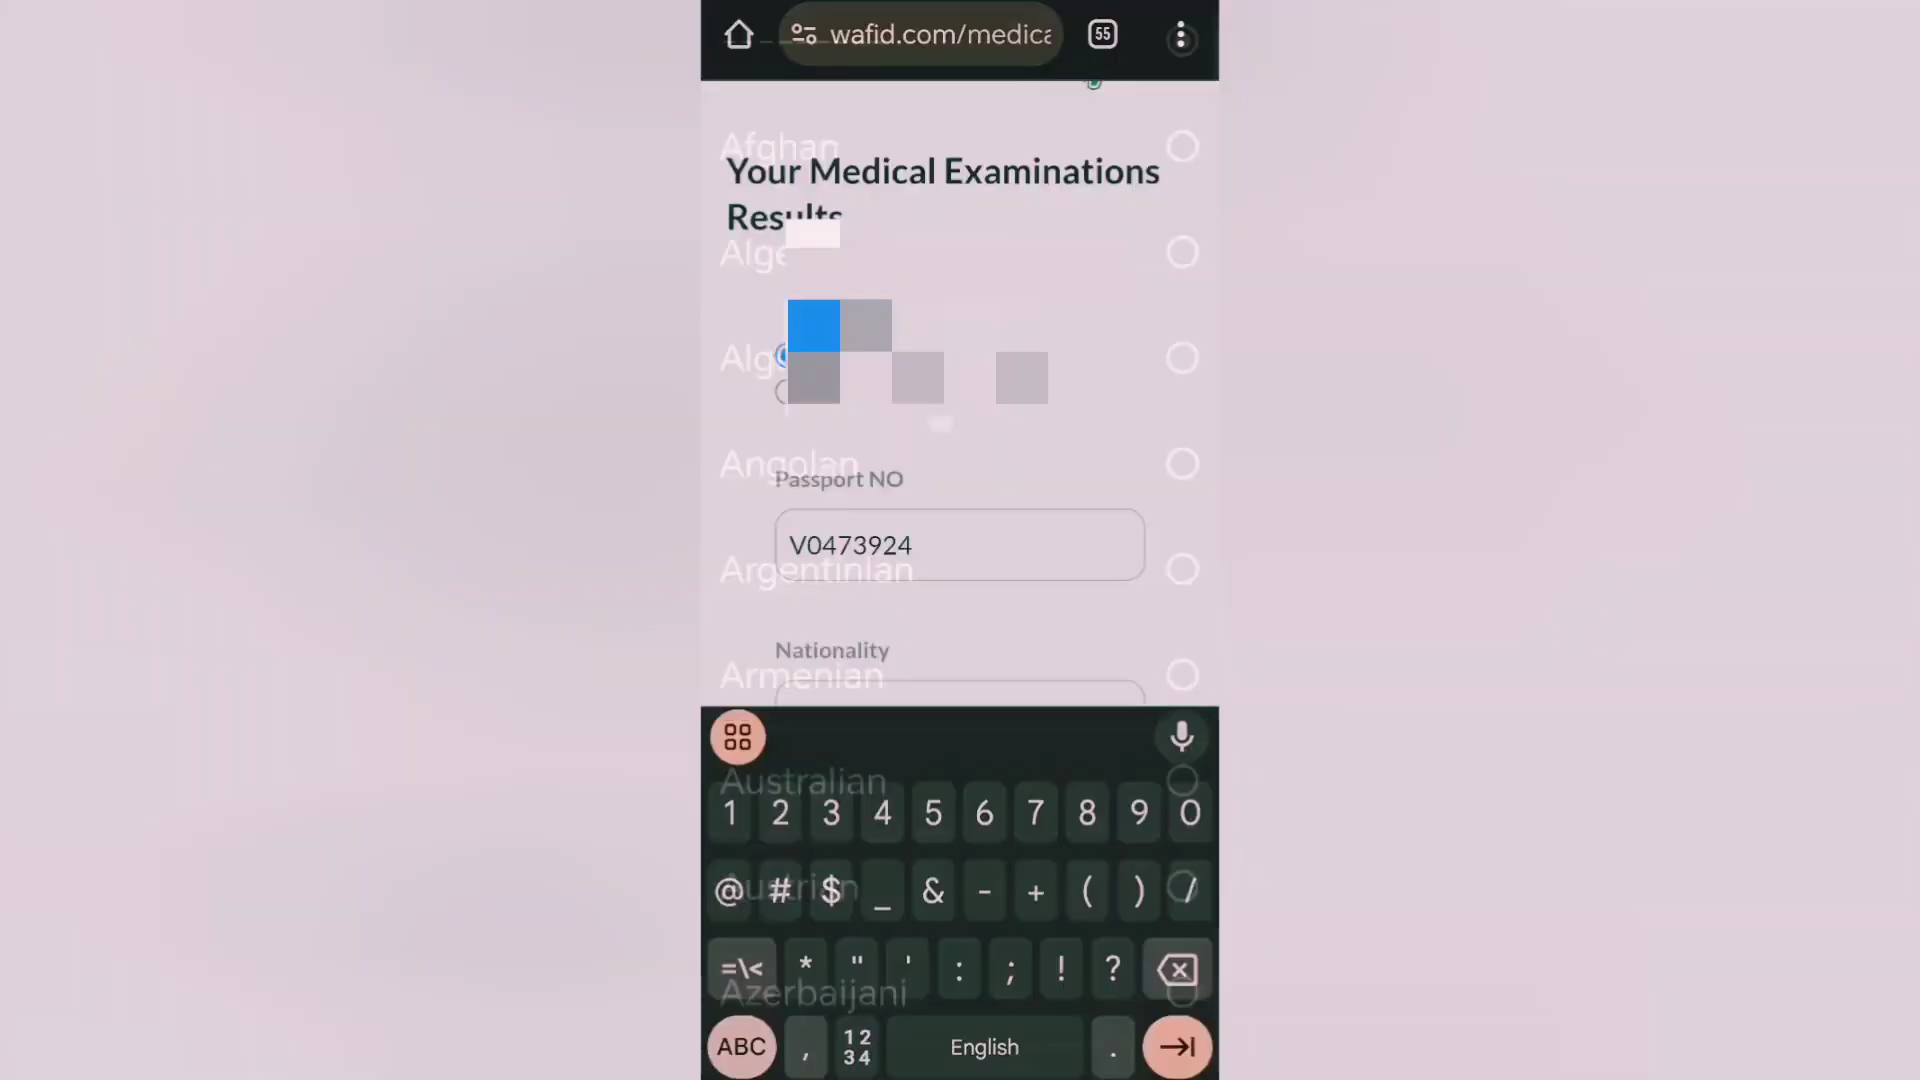 wafid.com/medica
55
Afghan
Your Medical Examinations
Results
Alge
Alg
Angolan
Passport NO
V0473924
Argentinian
Nationality
Armenian
Australian
1 2 3 4 5 6 7 8 9 0
Austrian
@ # $ _ & - + ( ) /
=\< * " ' : ; ! ?
Azerbaijani
ABC , 12 34 English .